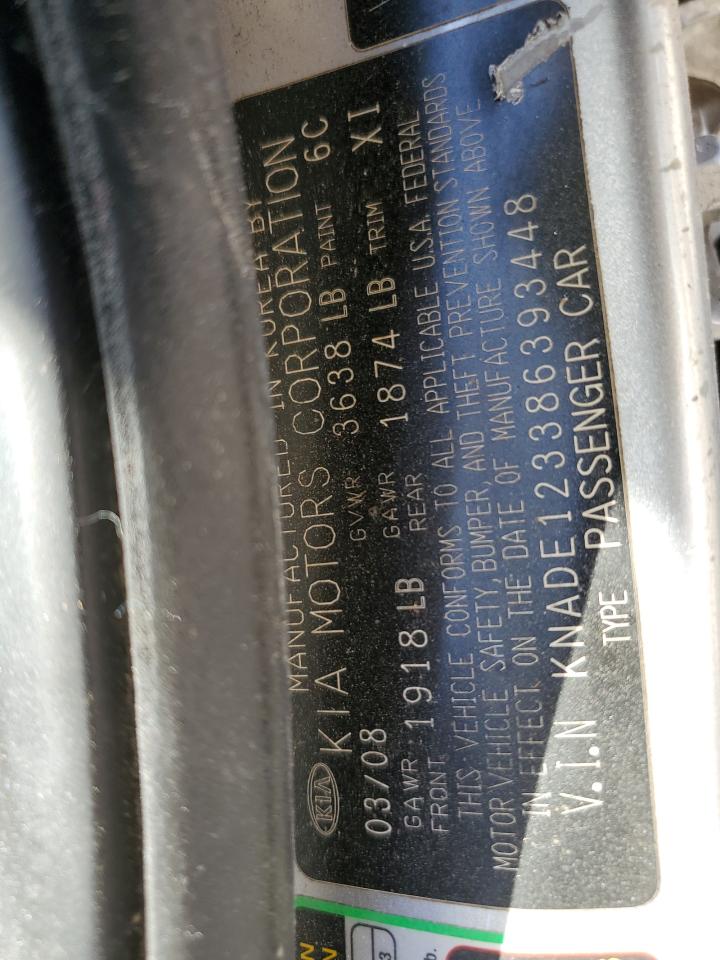 MANUFACTURED IN KOREA BY
KIA KIA MOTORS CORPORATION
03/08 GVWR 3638 LB PAINT 6C
GAWR FRONT 1918 LB GAWR REAR 1874 LB TRIM XI
THIS VEHICLE CONFORMS TO ALL APPLICABLE U.S.A. FEDERAL
MOTOR VEHICLE SAFETY, BUMPER, AND THEFT PREVENTION STANDARDS
IN EFFECT ON THE DATE OF MANUFACTURE SHOWN ABOVE
V.I.N KNADE123386393448
TYPE PASSENGER CAR